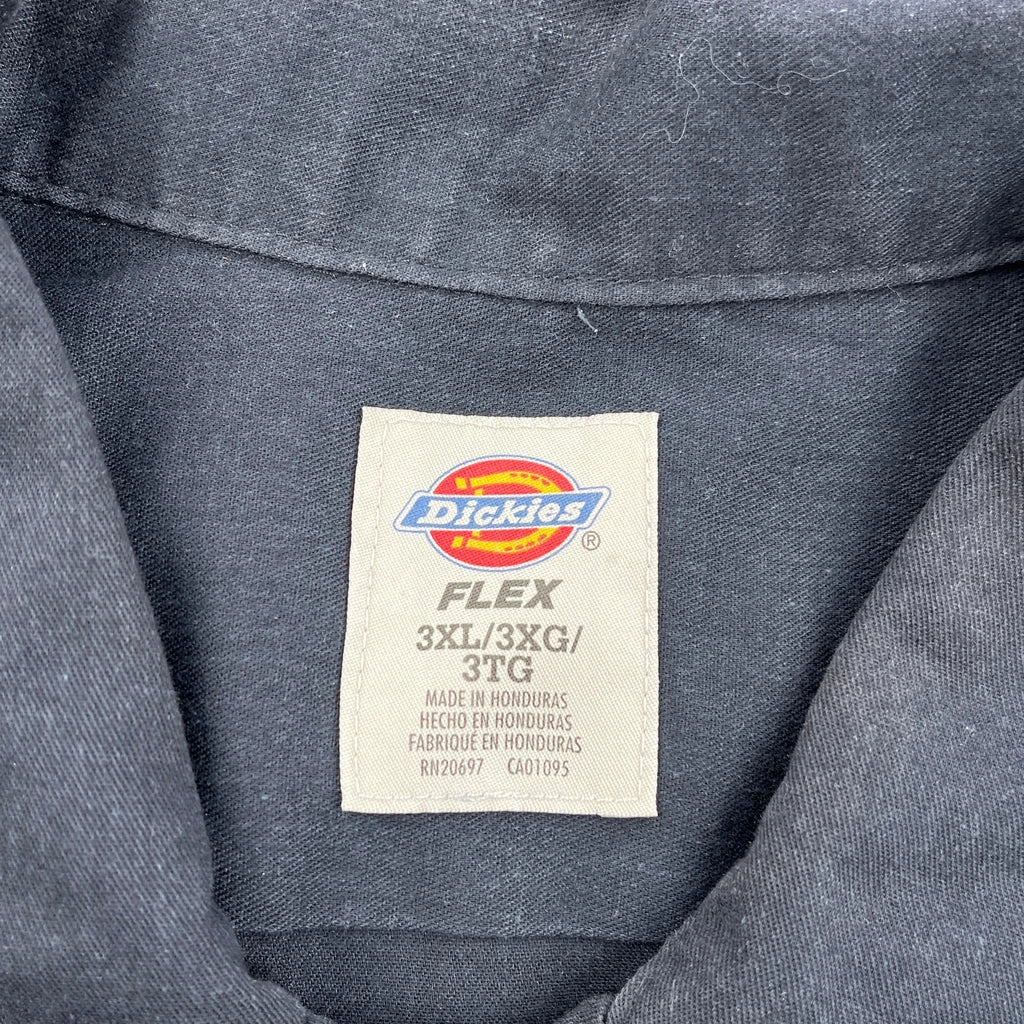 Dickies
®
FLEX
3XL/3XG/
3TG
MADE IN HONDURAS
HECHO EN HONDURAS
FABRIQUÉ EN HONDURAS
RN20697 CA01095